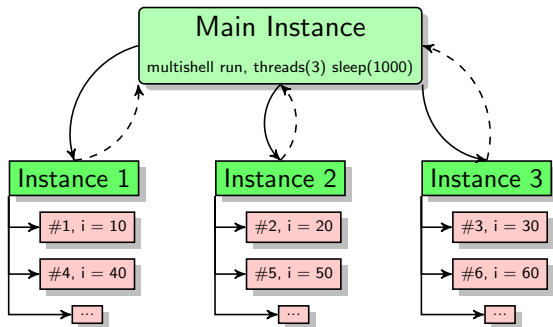 Main Instance
multishell run, threads(3) sleep(1000)
Instance 1
Instance 2
Instance 3
#1, i = 10
#2, i = 20
#3, i = 30
#4, i = 40
#5, i = 50
#6, i = 60
...
...
...